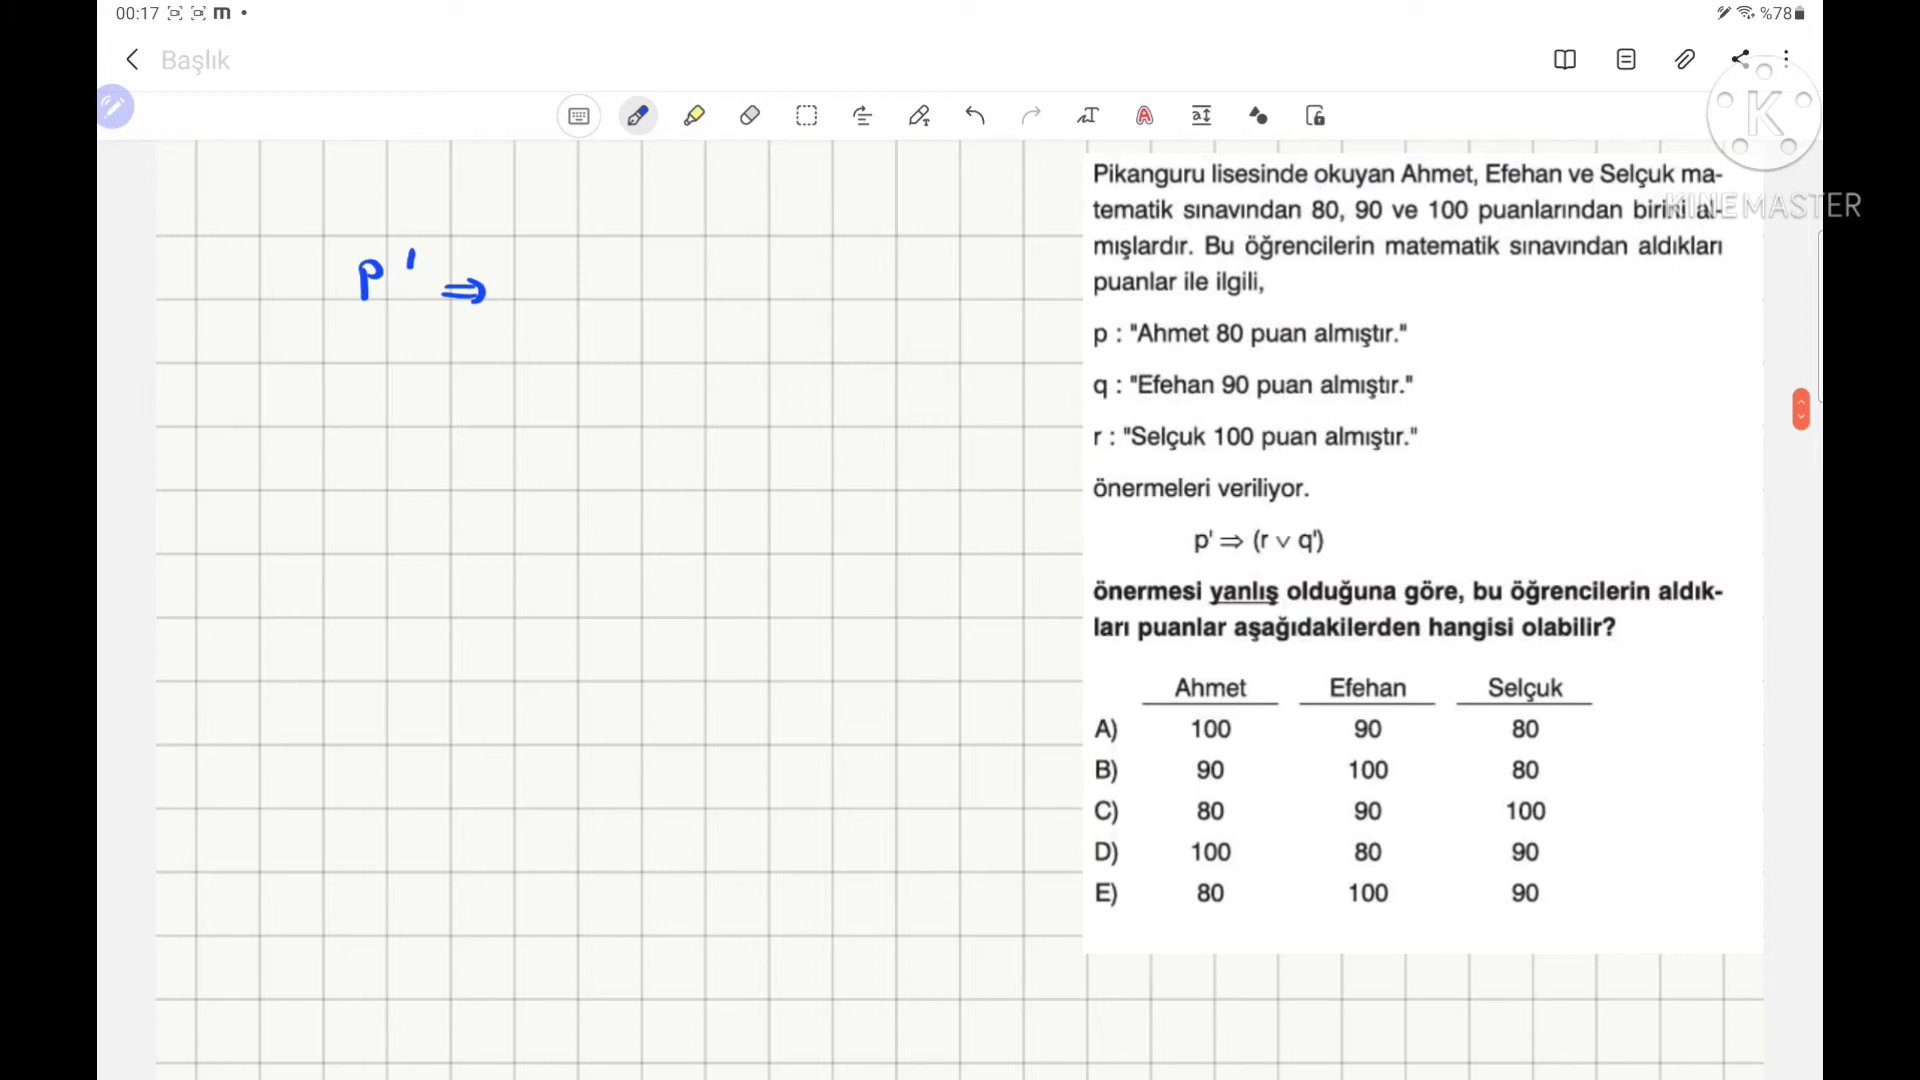 00:17 m •
%78
Başlık
K
KINEMASTER
p' ⇒
Pikanguru lisesinde okuyan Ahmet, Efehan ve Selçuk ma-
tematik sınavından 80, 90 ve 100 puanlarından birini al-
mışlardır. Bu öğrencilerin matematik sınavından aldıkları
puanlar ile ilgili,
p : "Ahmet 80 puan almıştır."
q : "Efehan 90 puan almıştır."
r : "Selçuk 100 puan almıştır."
önermeleri veriliyor.
p' ⇒ (r ∨ q')
önermesi yanlış olduğuna göre, bu öğrencilerin aldık-
ları puanlar aşağıdakilerden hangisi olabilir?
Ahmet Efehan Selçuk
A) 100 90 80
B) 90 100 80
C) 80 90 100
D) 100 80 90
E) 80 100 90